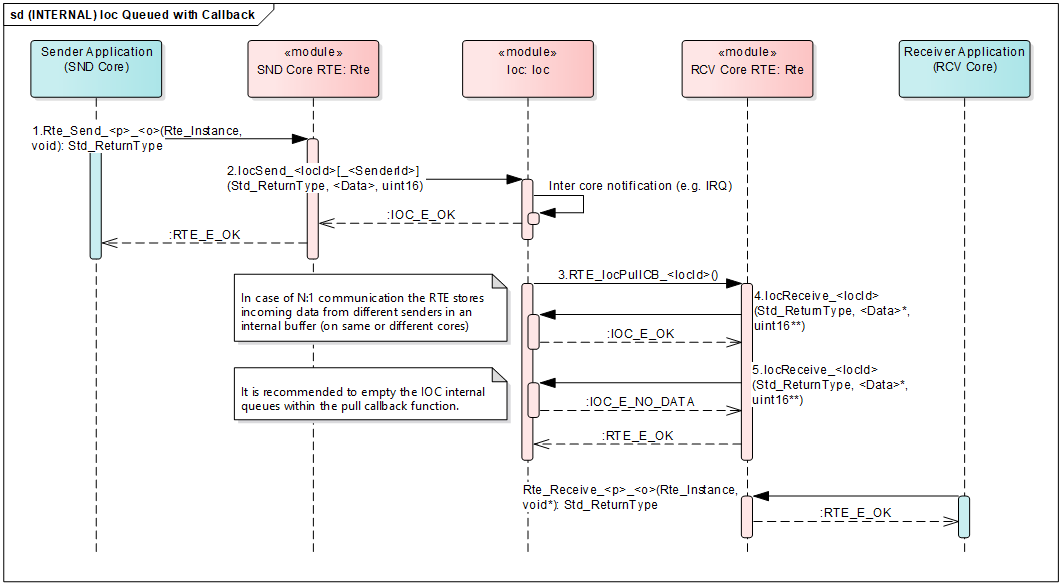 sd (INTERNAL) Ioc Queued with Callback
Sender Application
(SND Core)
«module»
SND Core RTE: Rte
«module»
Ioc: Ioc
«module»
RCV Core RTE: Rte
Receiver Application
(RCV Core)
1.Rte_Send_<p>_<o>(Rte_Instance,
void): Std_ReturnType
2.IocSend_<IocId>[_<SenderId>]
(Std_ReturnType, <Data>, uint16)
Inter core notification (e.g. IRQ)
:IOC_E_OK
:RTE_E_OK
3.RTE_IocPullCB_<IocId>()
In case of N:1 communication the RTE stores
incoming data from different senders in an
internal buffer (on same or different cores)
4.IocReceive_<IocId>
(Std_ReturnType, <Data>*,
uint16**)
:IOC_E_OK
It is recommended to empty the IOC internal
queues within the pull callback function.
5.IocReceive_<IocId>
(Std_ReturnType, <Data>*,
uint16**)
:IOC_E_NO_DATA
:RTE_E_OK
Rte_Receive_<p>_<o>(Rte_Instance,
void*): Std_ReturnType
:RTE_E_OK